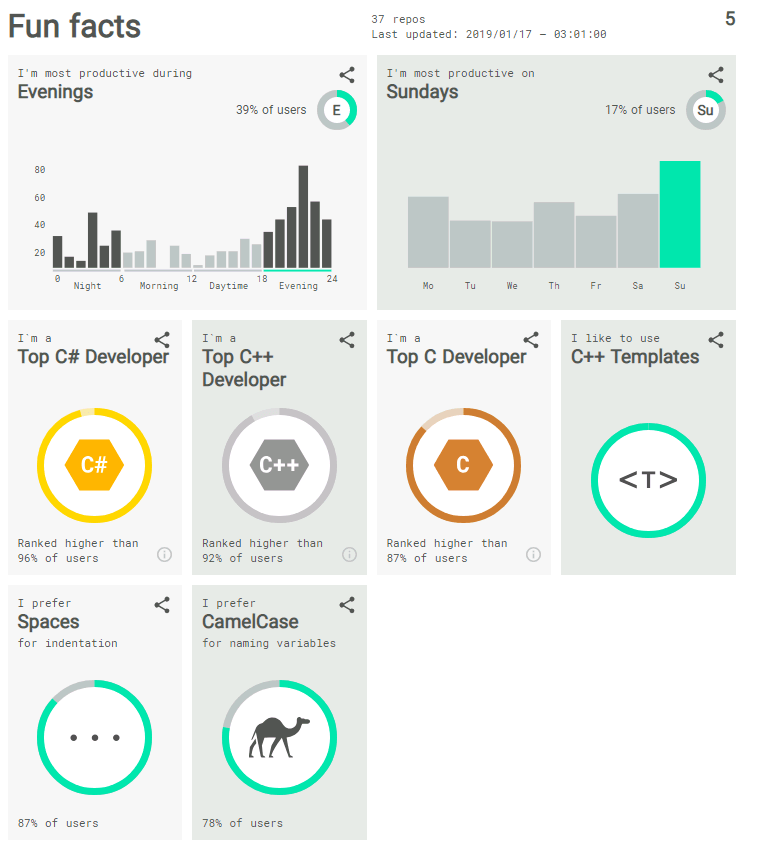 Fun facts
37 repos
Last updated: 2019/01/17 – 03:01:00
5
I'm most productive during
Evenings
39% of users
E
80
60
40
20
0 6 12 18 24
Night Morning Daytime Evening
I'm most productive on
Sundays
17% of users
Su
Mo Tu We Th Fr Sa Su
I`m a
Top C# Developer
C#
Ranked higher than
96% of users
I`m a
Top C++
Developer
C++
Ranked higher than
92% of users
I`m a
Top C Developer
C
Ranked higher than
87% of users
I like to use
C++ Templates
<T>
I prefer
Spaces
for indentation
87% of users
I prefer
CamelCase
for naming variables
78% of users